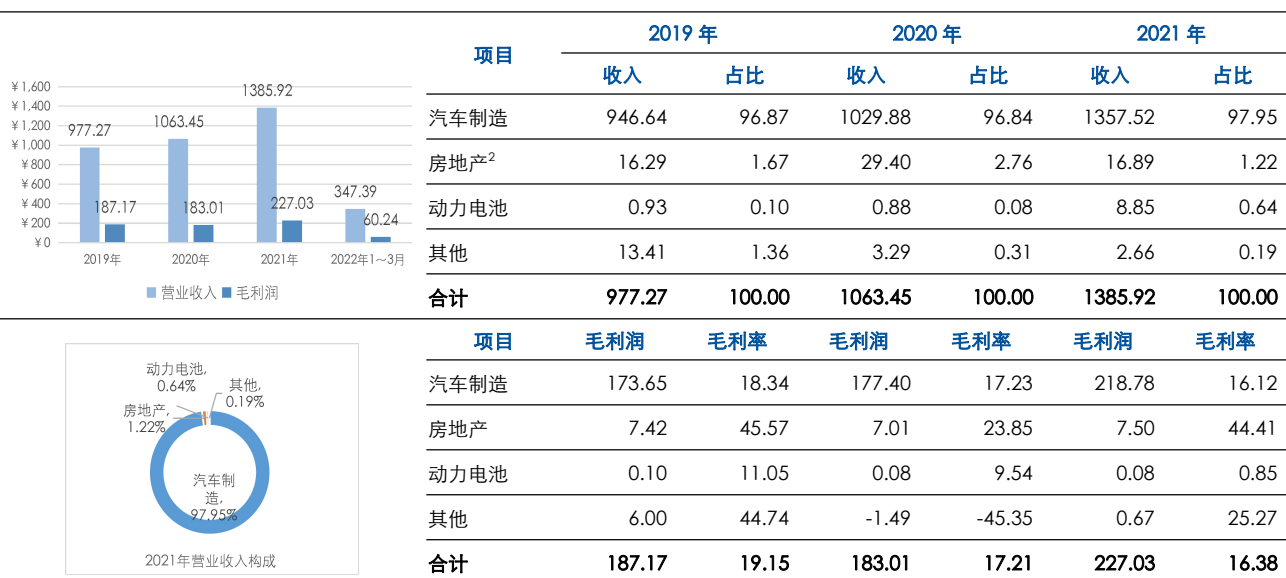 ¥1,600
¥1,400
¥1,200
¥1,000
¥800
¥600
¥400
¥200
¥0
977.27
187.17
1063.45
183.01
1385.92
227.03
347.39
60.24
2019年 2020年 2021年 2022年1～3月
营业收入 毛利润
项目 2019 年 2020 年 2021 年
收入 占比 收入 占比 收入 占比
汽车制造 946.64 96.87 1029.88 96.84 1357.52 97.95
房地产2 16.29 1.67 29.40 2.76 16.89 1.22
动力电池 0.93 0.10 0.88 0.08 8.85 0.64
其他 13.41 1.36 3.29 0.31 2.66 0.19
合计 977.27 100.00 1063.45 100.00 1385.92 100.00
动力电池,
0.64%
其他,
0.19%
房地产,
1.22%
汽车制
造,
97.95%
2021年营业收入构成
项目 毛利润 毛利率 毛利润 毛利率 毛利润 毛利率
汽车制造 173.65 18.34 177.40 17.23 218.78 16.12
房地产 7.42 45.57 7.01 23.85 7.50 44.41
动力电池 0.10 11.05 0.08 9.54 0.08 0.85
其他 6.00 44.74 -1.49 -45.35 0.67 25.27
合计 187.17 19.15 183.01 17.21 227.03 16.38